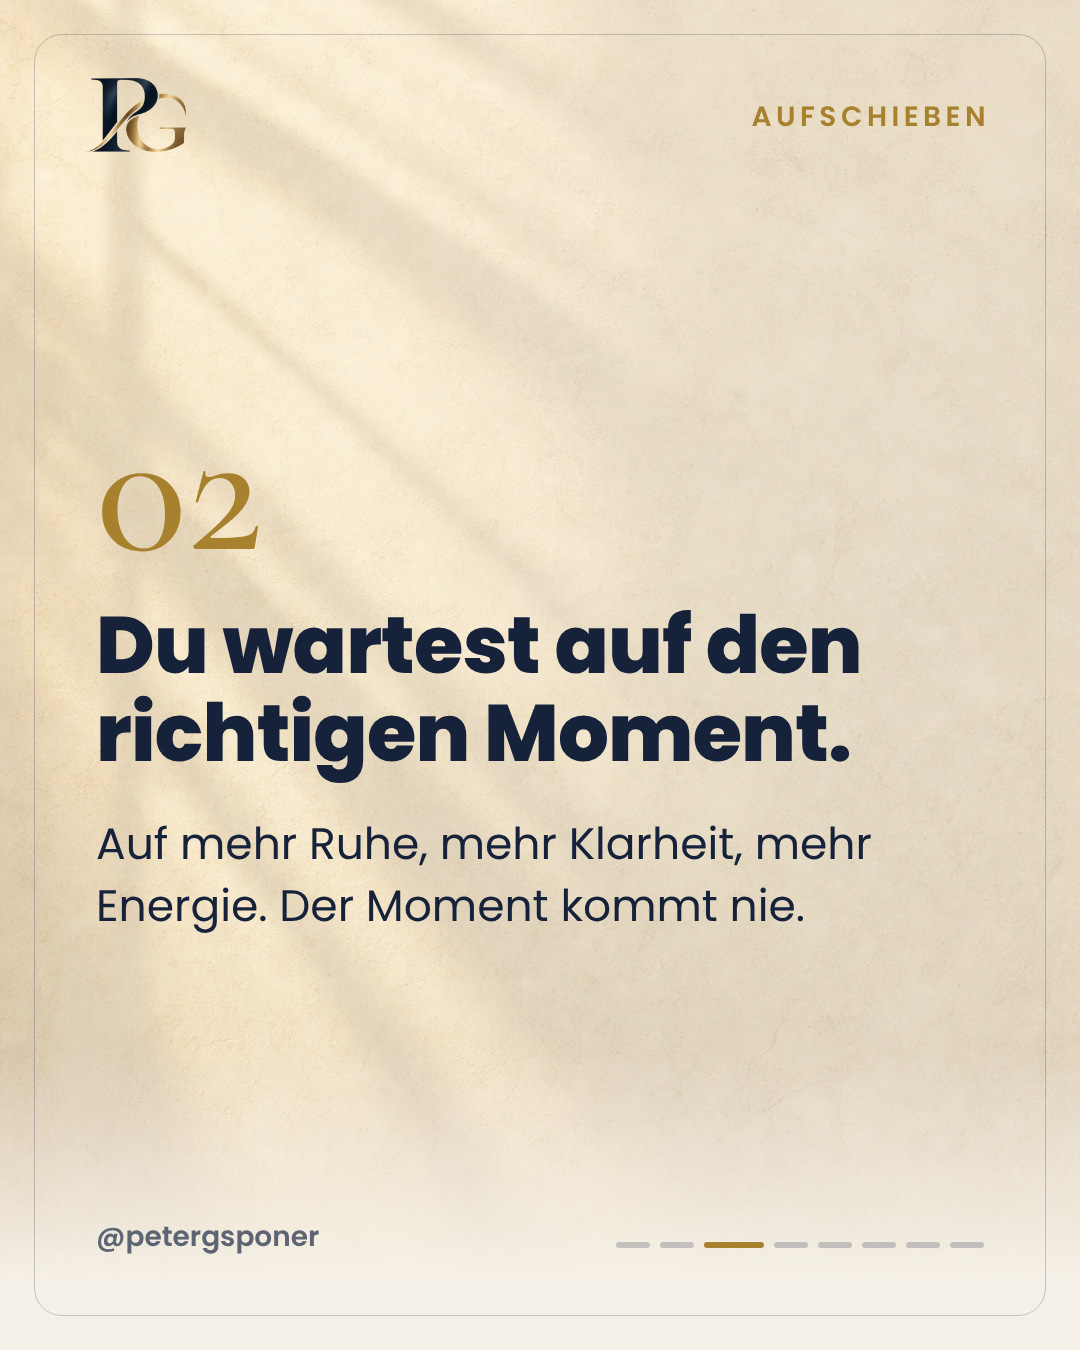 PG
AUFSCHIEBEN
02
Du wartest auf den
richtigen Moment.
Auf mehr Ruhe, mehr Klarheit, mehr
Energie. Der Moment kommt nie.
@petergsponer